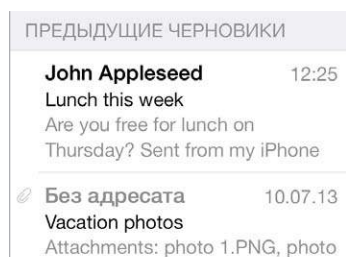 ПРЕДЫДУЩИЕ ЧЕРНОВИКИ
John Appleseed 12:25
Lunch this week
Are you free for lunch on
Thursday? Sent from my iPhone
Без адресата 10.07.13
Vacation photos
Attachments: photo 1.PNG, photo